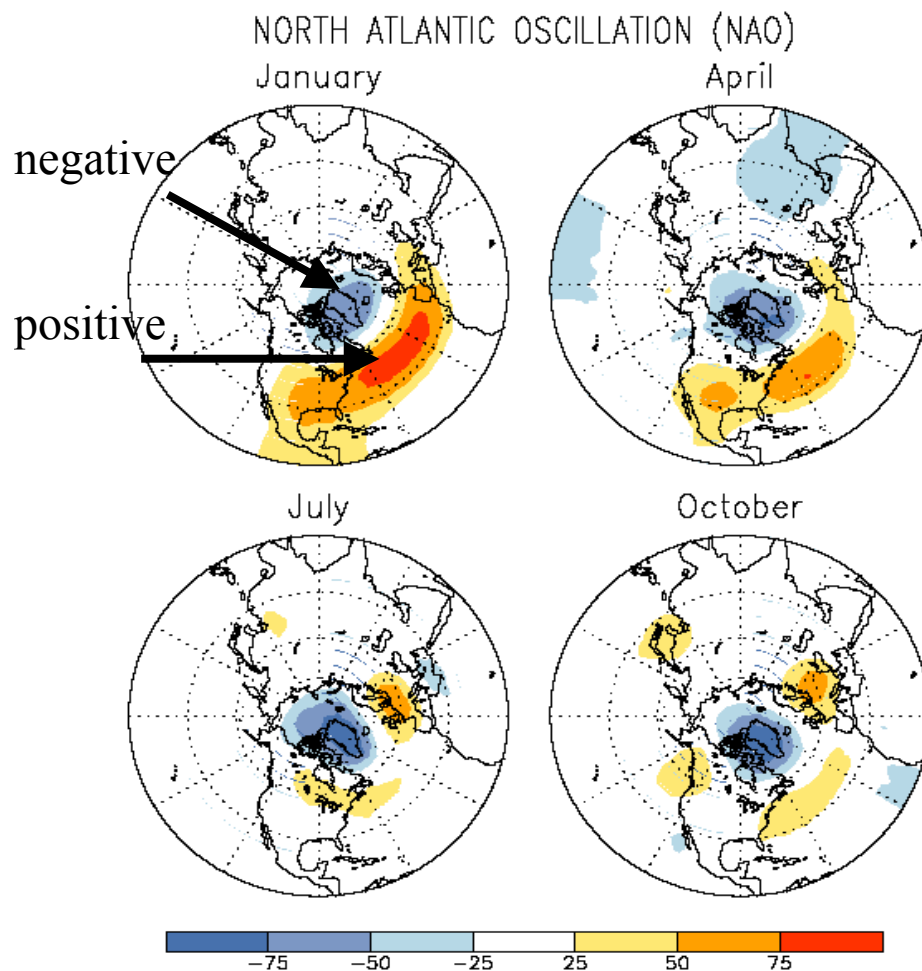 NORTH ATLANTIC OSCILLATION (NAO)
January
April
negative
positive
July
October
−75 −50 −25 25 50 75